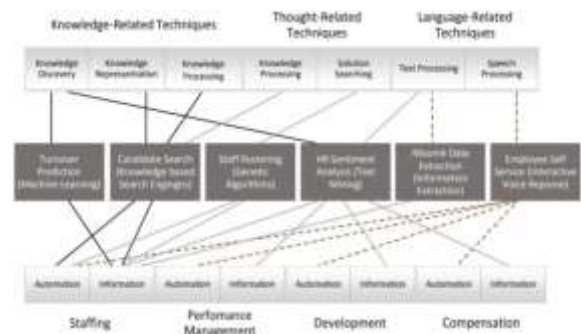 Knowledge-Related Techniques
Thought-Related
Techniques
Language-Related
Techniques
Knowledge
Discovery
Knowledge
Representation
Knowledge
Processing
Knowledge
Processing
Solution
Searching
Text Processing
Speech
Processing
Turnover
Prediction
(Machine Learning)
Candidate Search
(Knowledge based
Search Engines)
Staff Rostering
(Genetic
Algorithms)
HR Sentiment
Analysis (Text
Mining)
Résumé Data
Extraction
(Information
Extraction)
Employee Self
Service (Interactive
Voice Response)
Automation
Information
Automation
Information
Automation
Information
Automation
Information
Staffing
Perfomance
Management
Development
Compensation